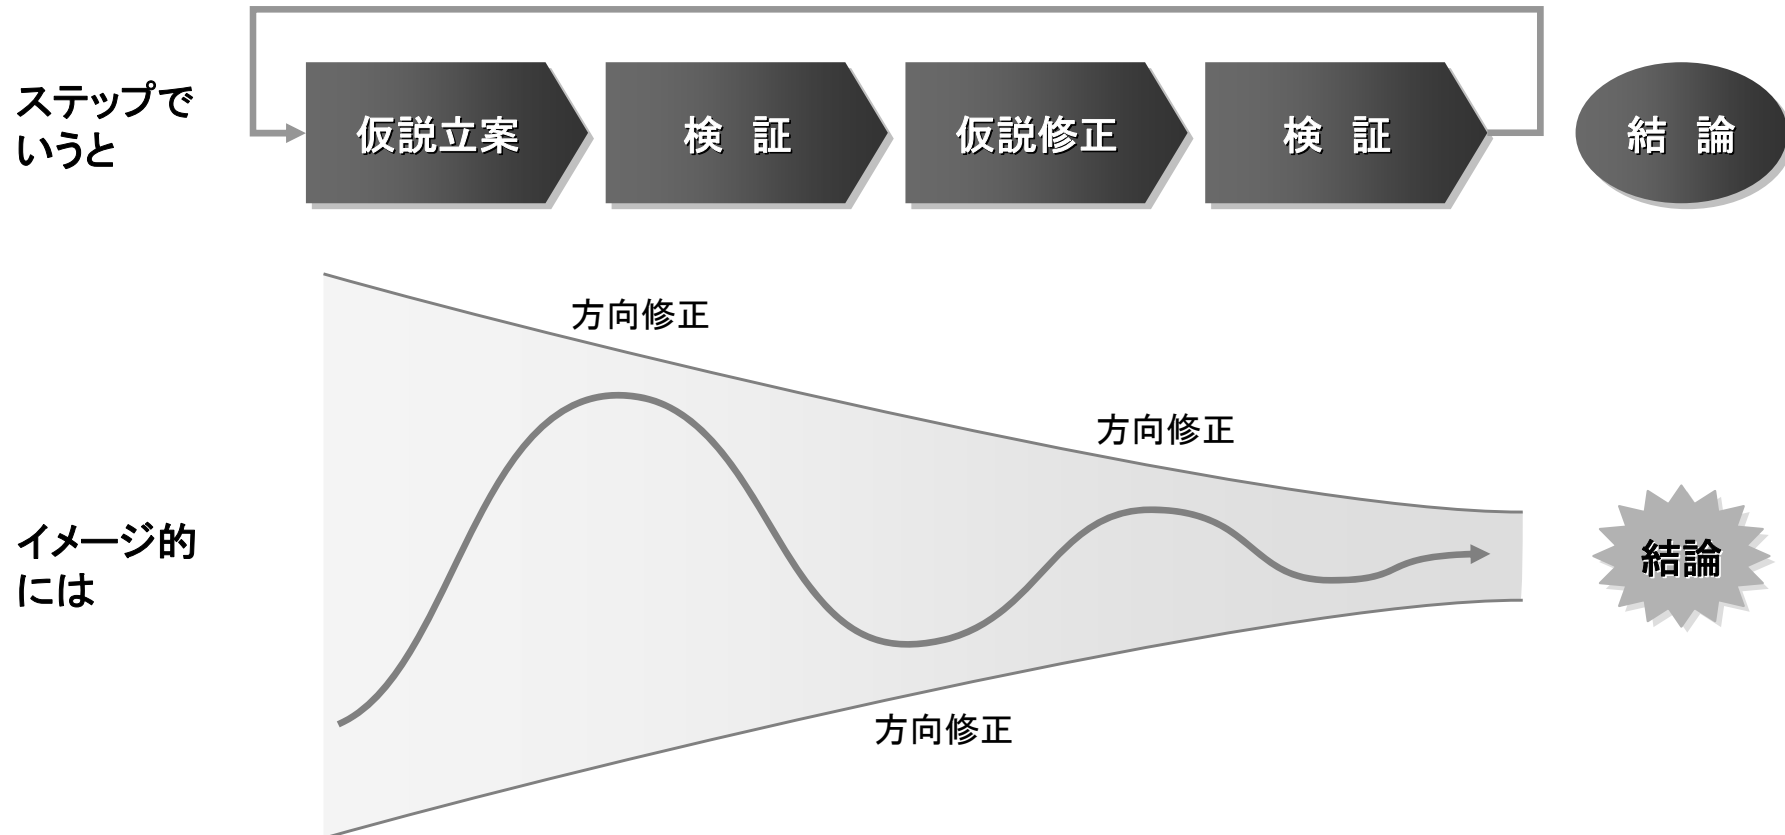 ステップで
いうと
仮説立案
検 証
仮説修正
検 証
結 論
方向修正
方向修正
イメージ的
には
結論
方向修正